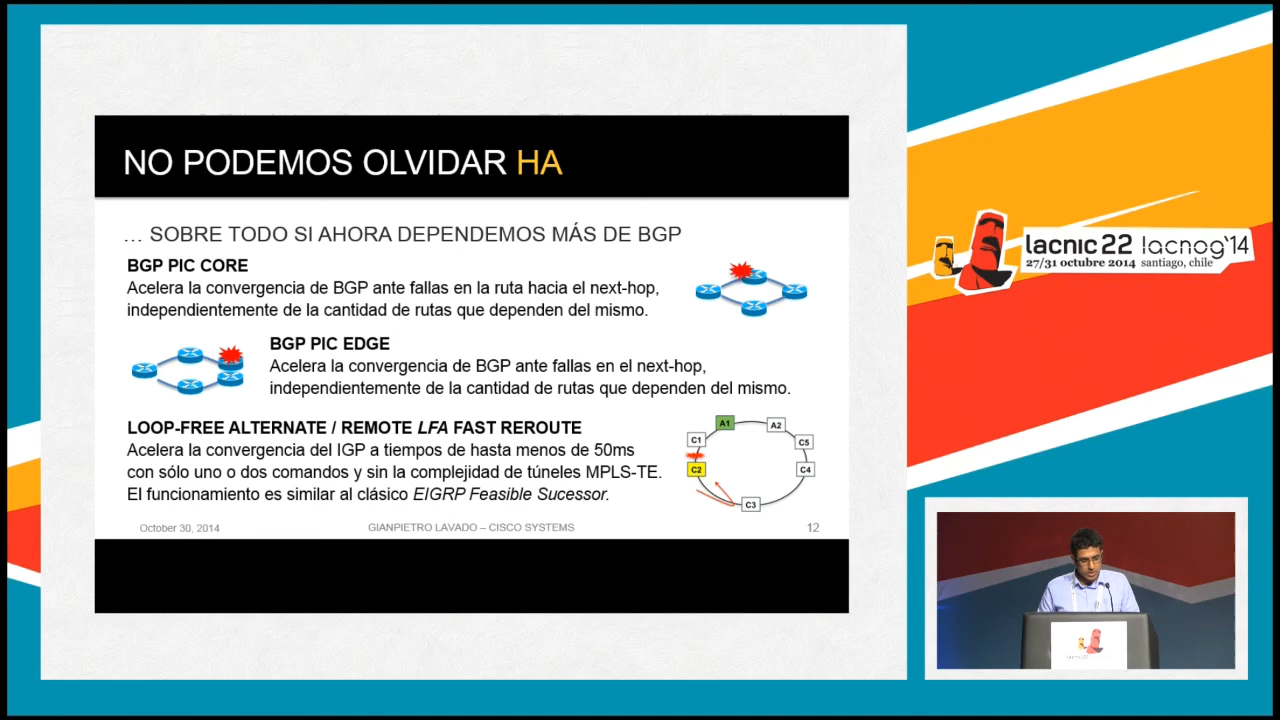 NO PODEMOS OLVIDAR HA
… SOBRE TODO SI AHORA DEPENDEMOS MÁS DE BGP
BGP PIC CORE
Acelera la convergencia de BGP ante fallas en la ruta hacia el next-hop,
independientemente de la cantidad de rutas que dependen del mismo.
BGP PIC EDGE
Acelera la convergencia de BGP ante fallas en el next-hop,
independientemente de la cantidad de rutas que dependen del mismo.
LOOP-FREE ALTERNATE / REMOTE LFA FAST REROUTE
Acelera la convergencia del IGP a tiempos de hasta menos de 50ms
con sólo uno o dos comandos y sin la complejidad de túneles MPLS-TE.
El funcionamiento es similar al clásico EIGRP Feasible Sucessor.
A1
A2
C1
C5
C2
C4
C3
October 30, 2014
GIANPIETRO LAVADO – CISCO SYSTEMS
12
lacnic 22 lacnog'14
27/31 octubre 2014 santiago, chile